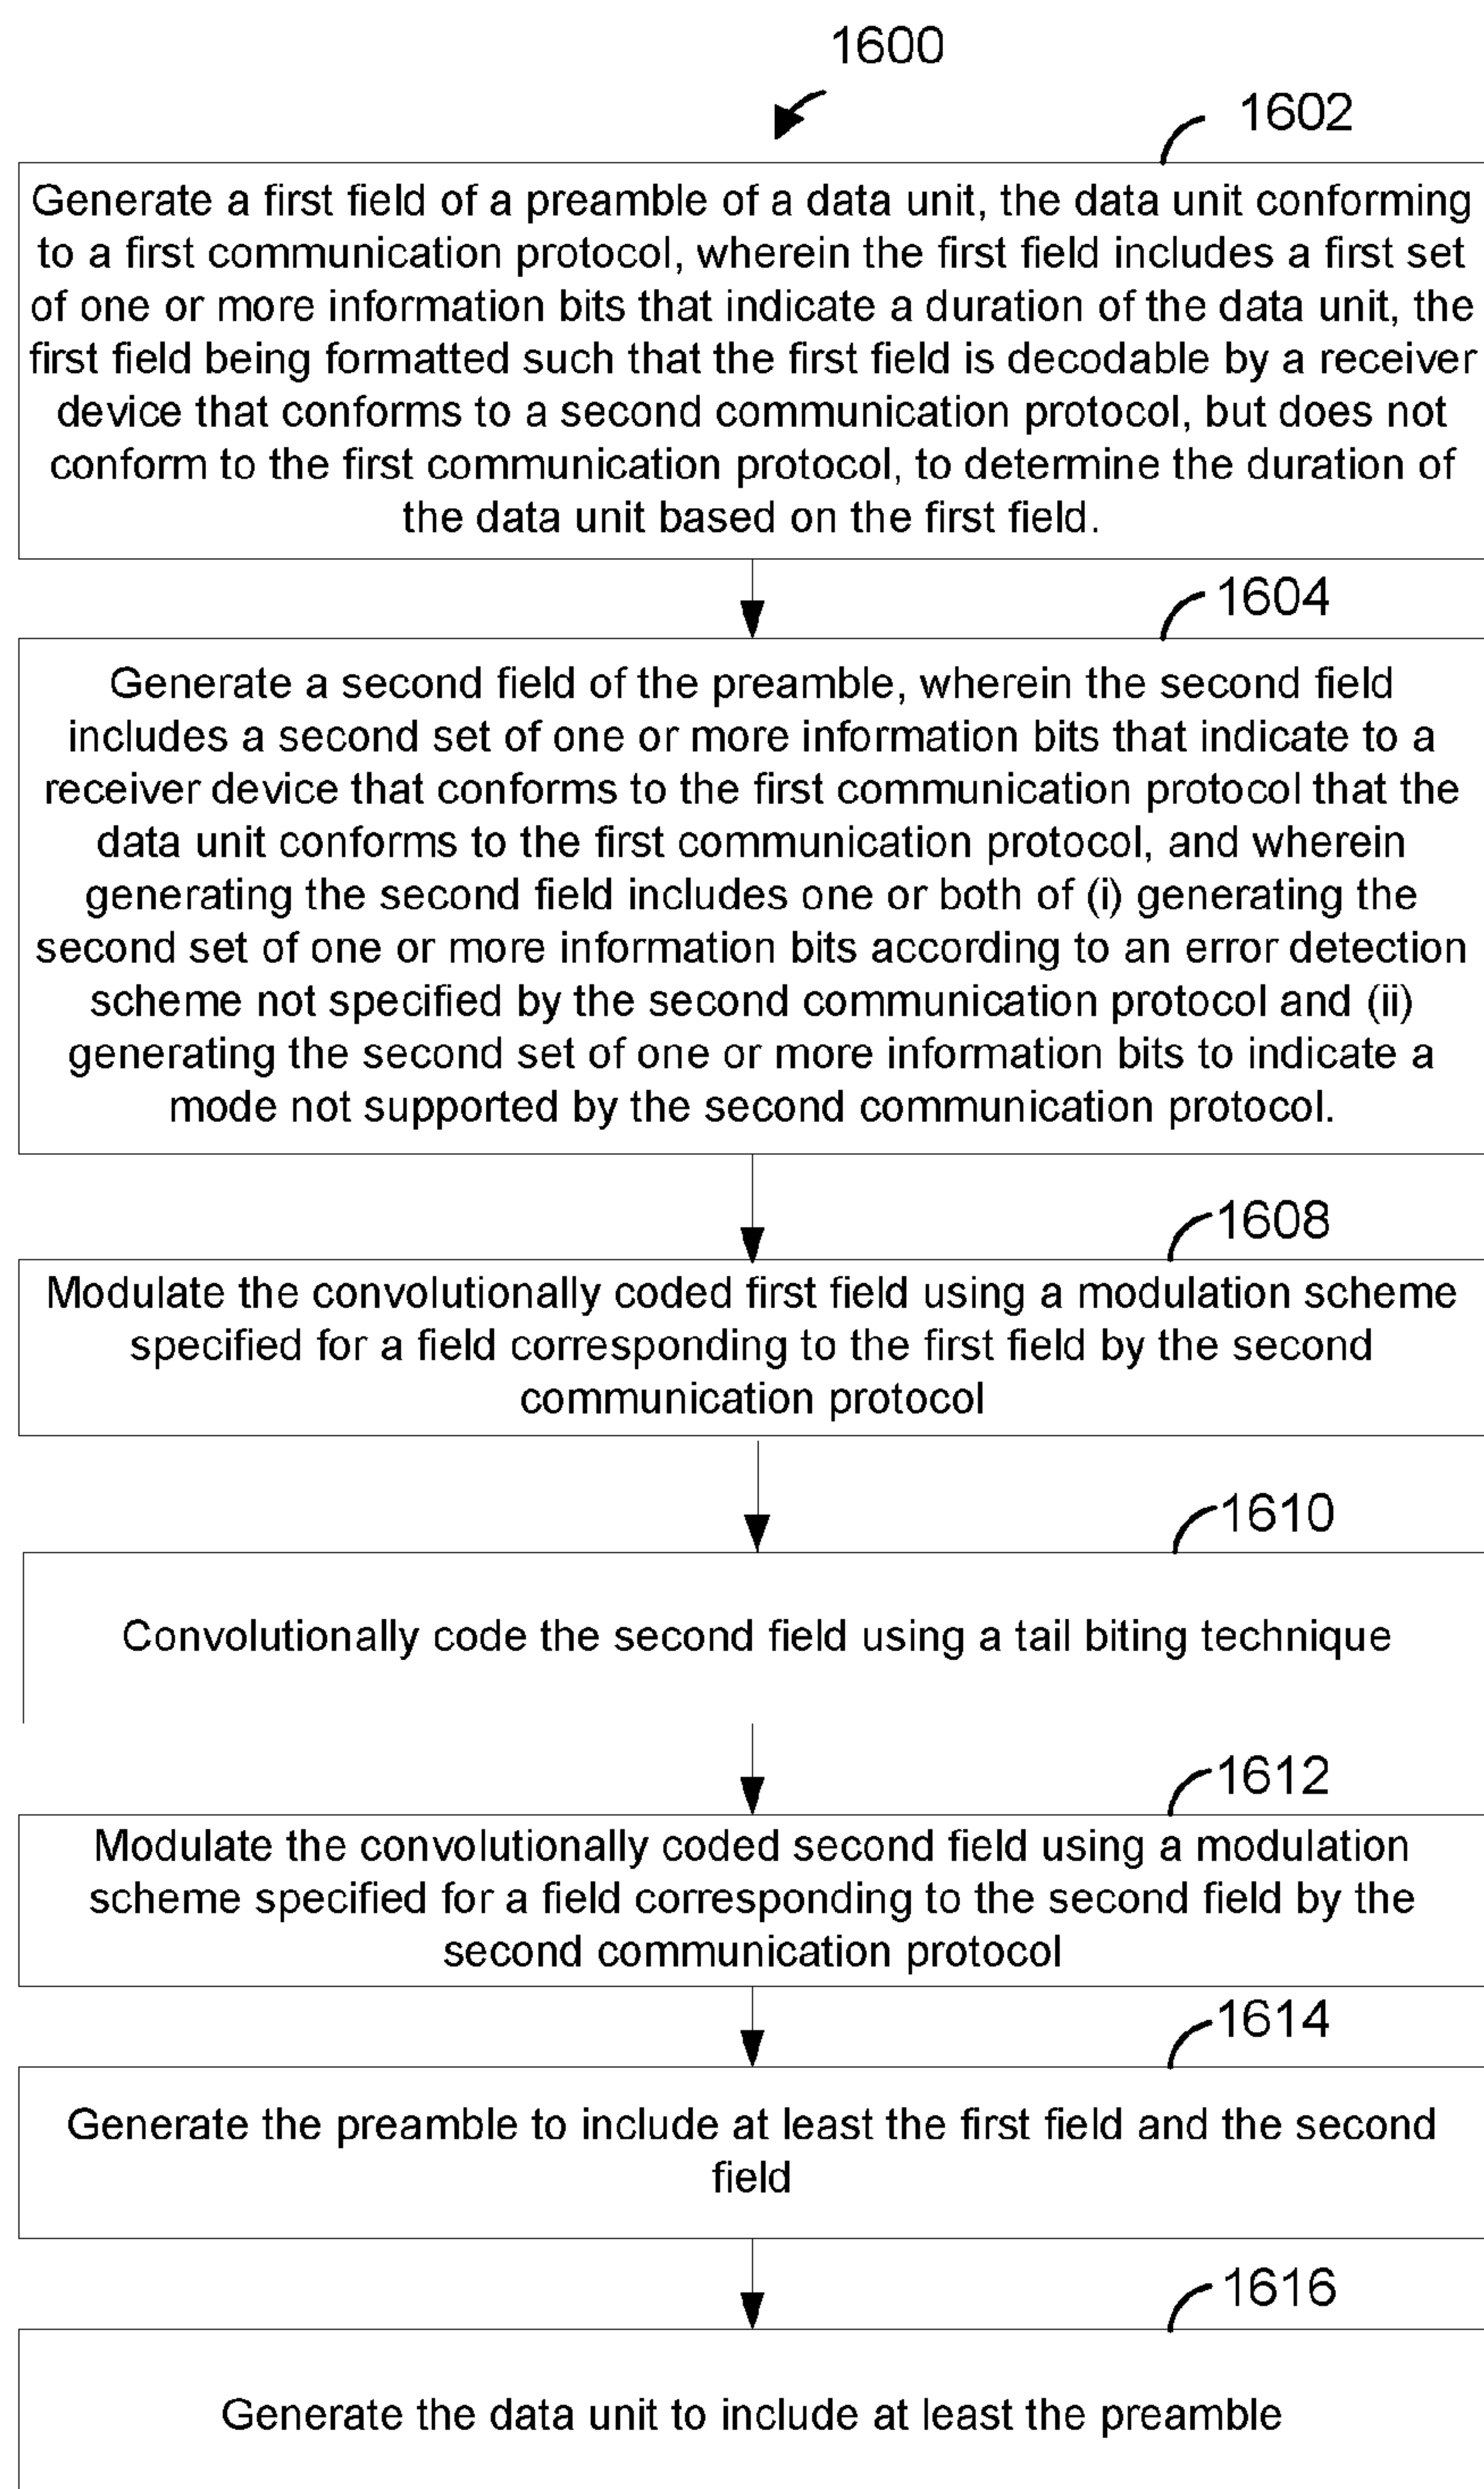 1600
1602
Generate a first field of a preamble of a data unit, the data unit conforming
to a first communication protocol, wherein the first field includes a first set
of one or more information bits that indicate a duration of the data unit, the
first field being formatted such that the first field is decodable by a receiver
device that conforms to a second communication protocol, but does not
conform to the first communication protocol, to determine the duration of
the data unit based on the first field.
1604
Generate a second field of the preamble, wherein the second field
includes a second set of one or more information bits that indicate to a
receiver device that conforms to the first communication protocol that the
data unit conforms to the first communication protocol, and wherein
generating the second field includes one or both of (i) generating the
second set of one or more information bits according to an error detection
scheme not specified by the second communication protocol and (ii)
generating the second set of one or more information bits to indicate a
mode not supported by the second communication protocol.
1608
Modulate the convolutionally coded first field using a modulation scheme
specified for a field corresponding to the first field by the second
communication protocol
1610
Convolutionally code the second field using a tail biting technique
1612
Modulate the convolutionally coded second field using a modulation
scheme specified for a field corresponding to the second field by the
second communication protocol
1614
Generate the preamble to include at least the first field and the second
field
1616
Generate the data unit to include at least the preamble